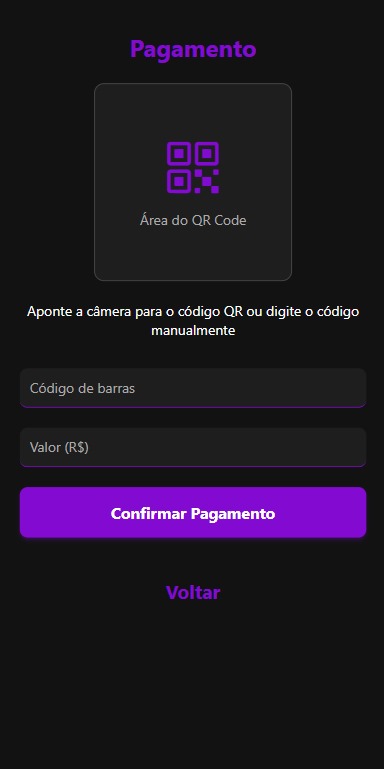 Pagamento
Área do QR Code
Aponte a câmera para o código QR ou digite o código
manualmente
Código de barras
Valor (R$)
Confirmar Pagamento
Voltar